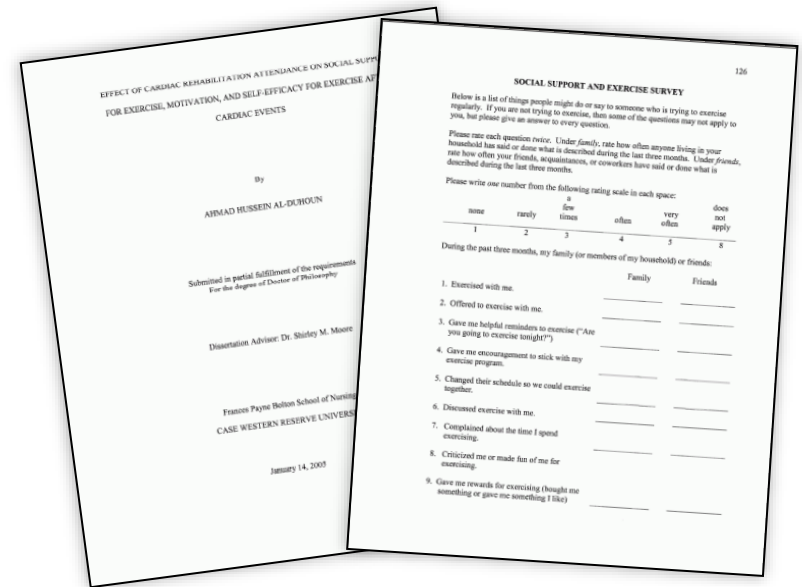 EFFECT OF CARDIAC REHABILITATION ATTENDANCE ON SOCIAL
FOR EXERCISE, MOTIVATION, AND SELF-EFFICACY FOR EXERCISE
CARDIAC EVENTS
By
AHMAD HUSSEIN AL-DUHOUN
Submitted in partial fulfillment of the requirements
For the degree of Doctor of Philosophy
Dissertation Advisor: Dr. Shirley M. Moore
Frances Payne Bolton School of Nursing
CASE WESTERN RESERVE
January 14, 2005
126
SOCIAL SUPPORT AND EXERCISE SURVEY
Below is a list of things people might do or say to someone who is trying to exercise
regularly. If you are not trying to exercise, then some of the questions may not apply to
you, but please give an answer to every question.
Please rate each question twice. Under family, rate how often anyone living in your
household has said or done what is described during the last three months. Under friends,
rate how often your friends, acquaintances, or coworkers have said or done what is
described during the last three months.
Please write one number from the following rating scale in each space:
none rarely a few times often very often does not apply
1 2 3 4 5 8
During the past three months, my family (or members of my household) or friends:
Family Friends
1. Exercised with me.
2. Offered to exercise with me.
3. Gave me helpful reminders to exercise ("Are
you going to exercise tonight?")
4. Gave me encouragement to stick with my
exercise program.
5. Changed their schedule so we could exercise
together.
6. Discussed exercise with me.
7. Complained about the time I spend
exercising.
8. Criticized me or made fun of me for
exercising.
9. Gave me rewards for exercising (bought me
something or gave me something I like)